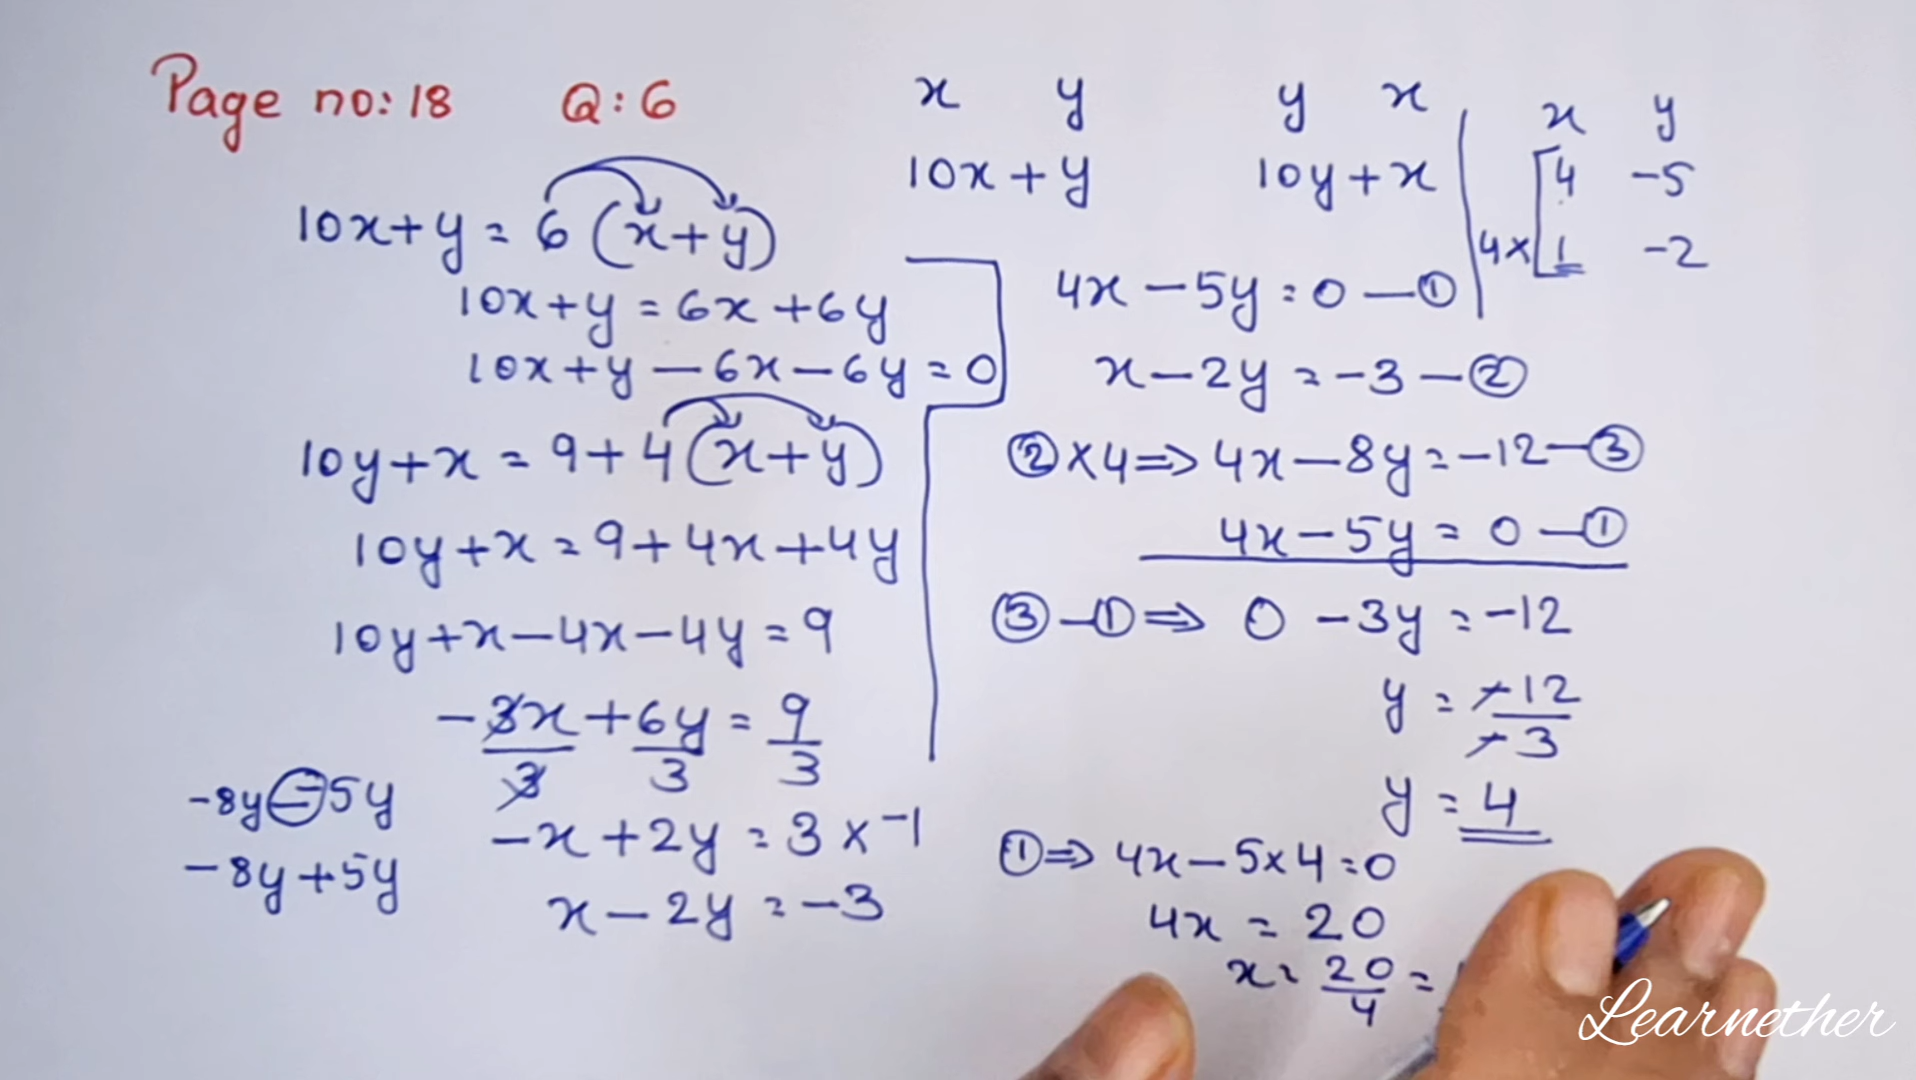 Page no: 18 Q: 6
x y
10x + y
y x
10y + x
x y
4 -5
4× 1 -2
10x + y = 6 (x + y)
10x + y = 6x + 6y
10x + y - 6x - 6y = 0
10y + x = 9 + 4 (x + y)
10y + x = 9 + 4x + 4y
10y + x - 4x - 4y = 9
-3x/3 + 6y/3 = 9/3
-x + 2y = 3 × -1
x - 2y = -3
-8y - -5y
-8y + 5y
4x - 5y = 0 — ①
x - 2y = -3 — ②
② × 4 ⇒ 4x - 8y = -12 — ③
4x - 5y = 0 — ①
③ - ① ⇒ 0 - 3y = -12
y = -12/-3
y = 4
① ⇒ 4x - 5×4 = 0
4x = 20
x = 20/4 =
Learnether